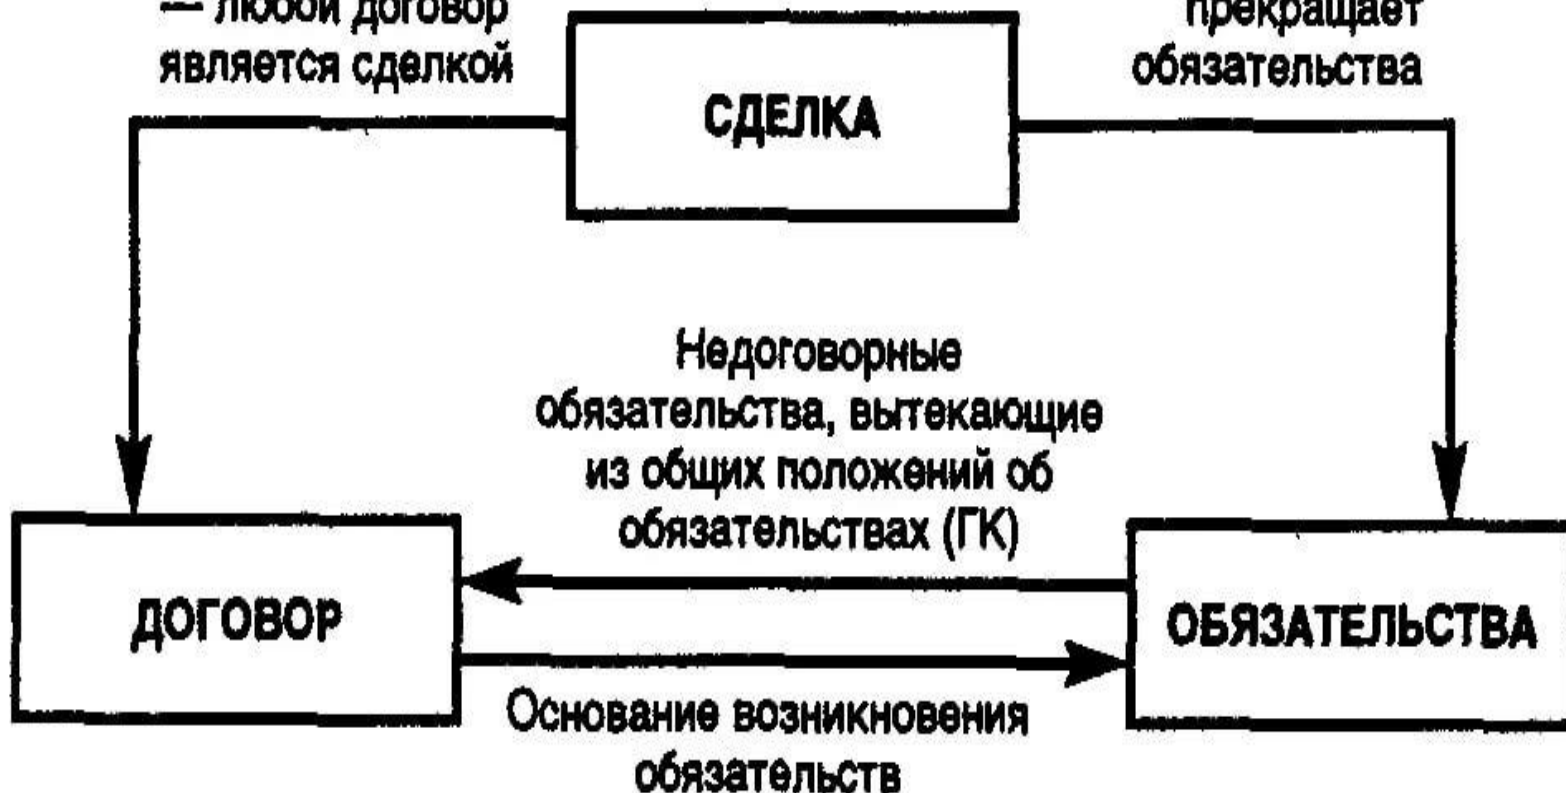 — любой договор
является сделкой
СДЕЛКА
прекращает
обязательства
Недоговорные
обязательства, вытекающие
из общих положений об
обязательствах (ГК)
ДОГОВОР
ОБЯЗАТЕЛЬСТВА
Основание возникновения
обязательств